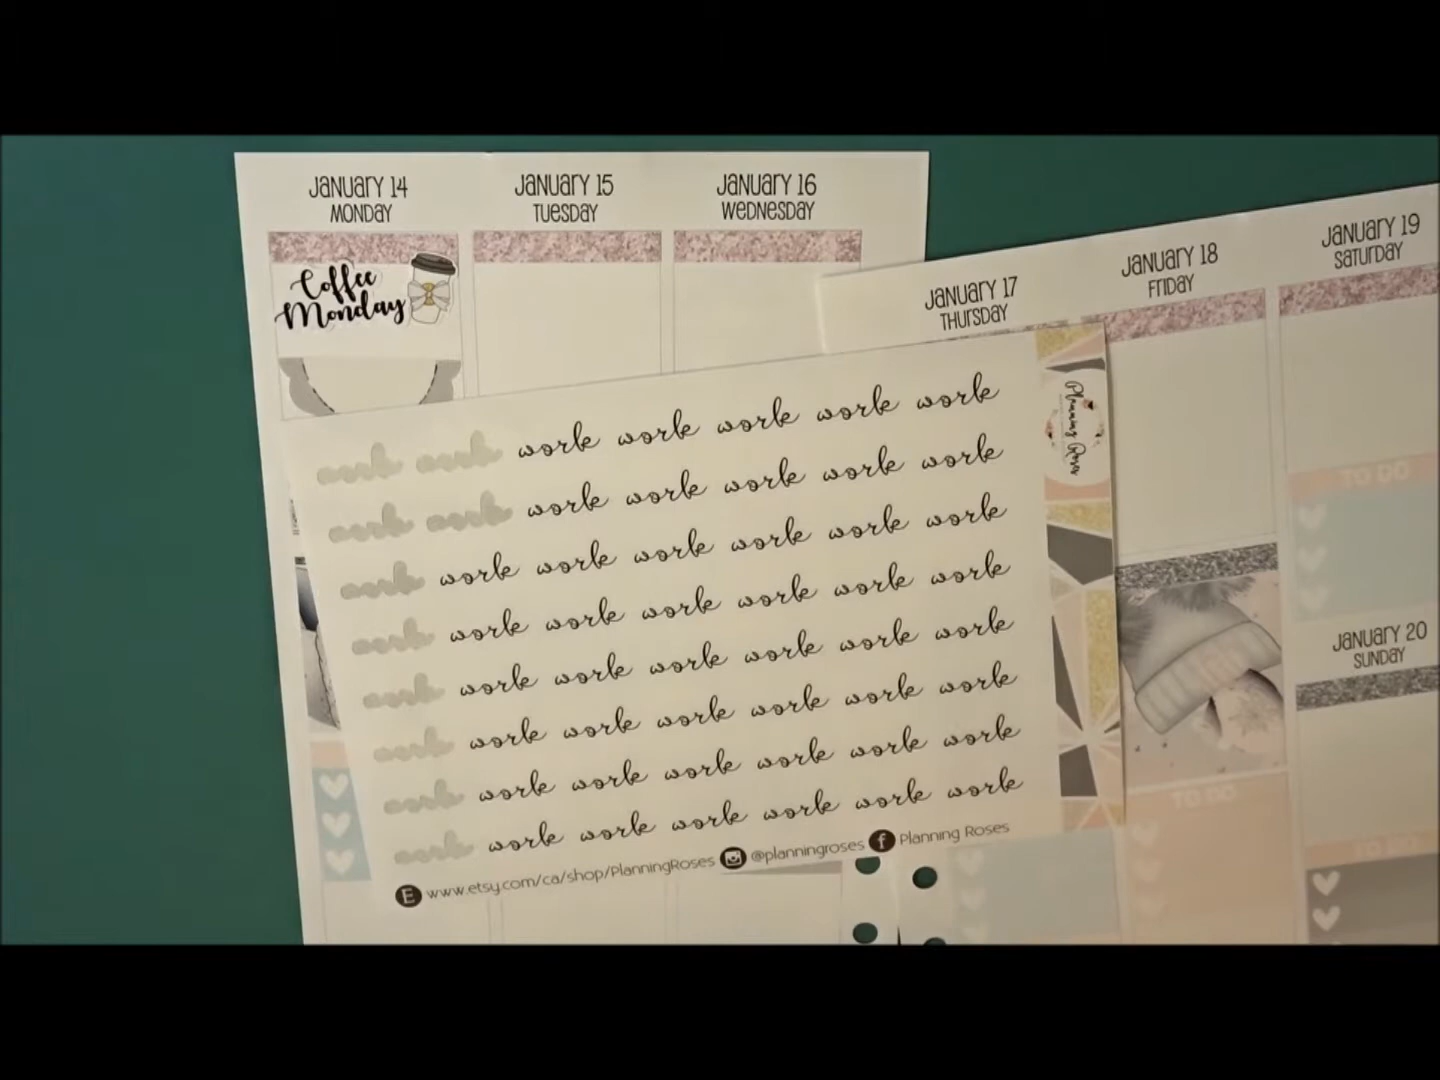 JANUARY 14
MONDAY
JANUARY 15
TUESDAY
JANUARY 16
WEDNESDAY
JANUARY 17
THURSDAY
JANUARY 18
FRIDAY
JANUARY 19
SATURDAY
Coffee
Monday
work work work work work
work work work work work
work work work work work work
work work work work work work
work work work work work work
work work work work work work
work work work work work work
work work work work work work
www.etsy.com/ca/shop/PlanningRoses @planningroses Planning Roses
Planning Roses
TO DO
JANUARY 20
SUNDAY
TO DO
TO DO